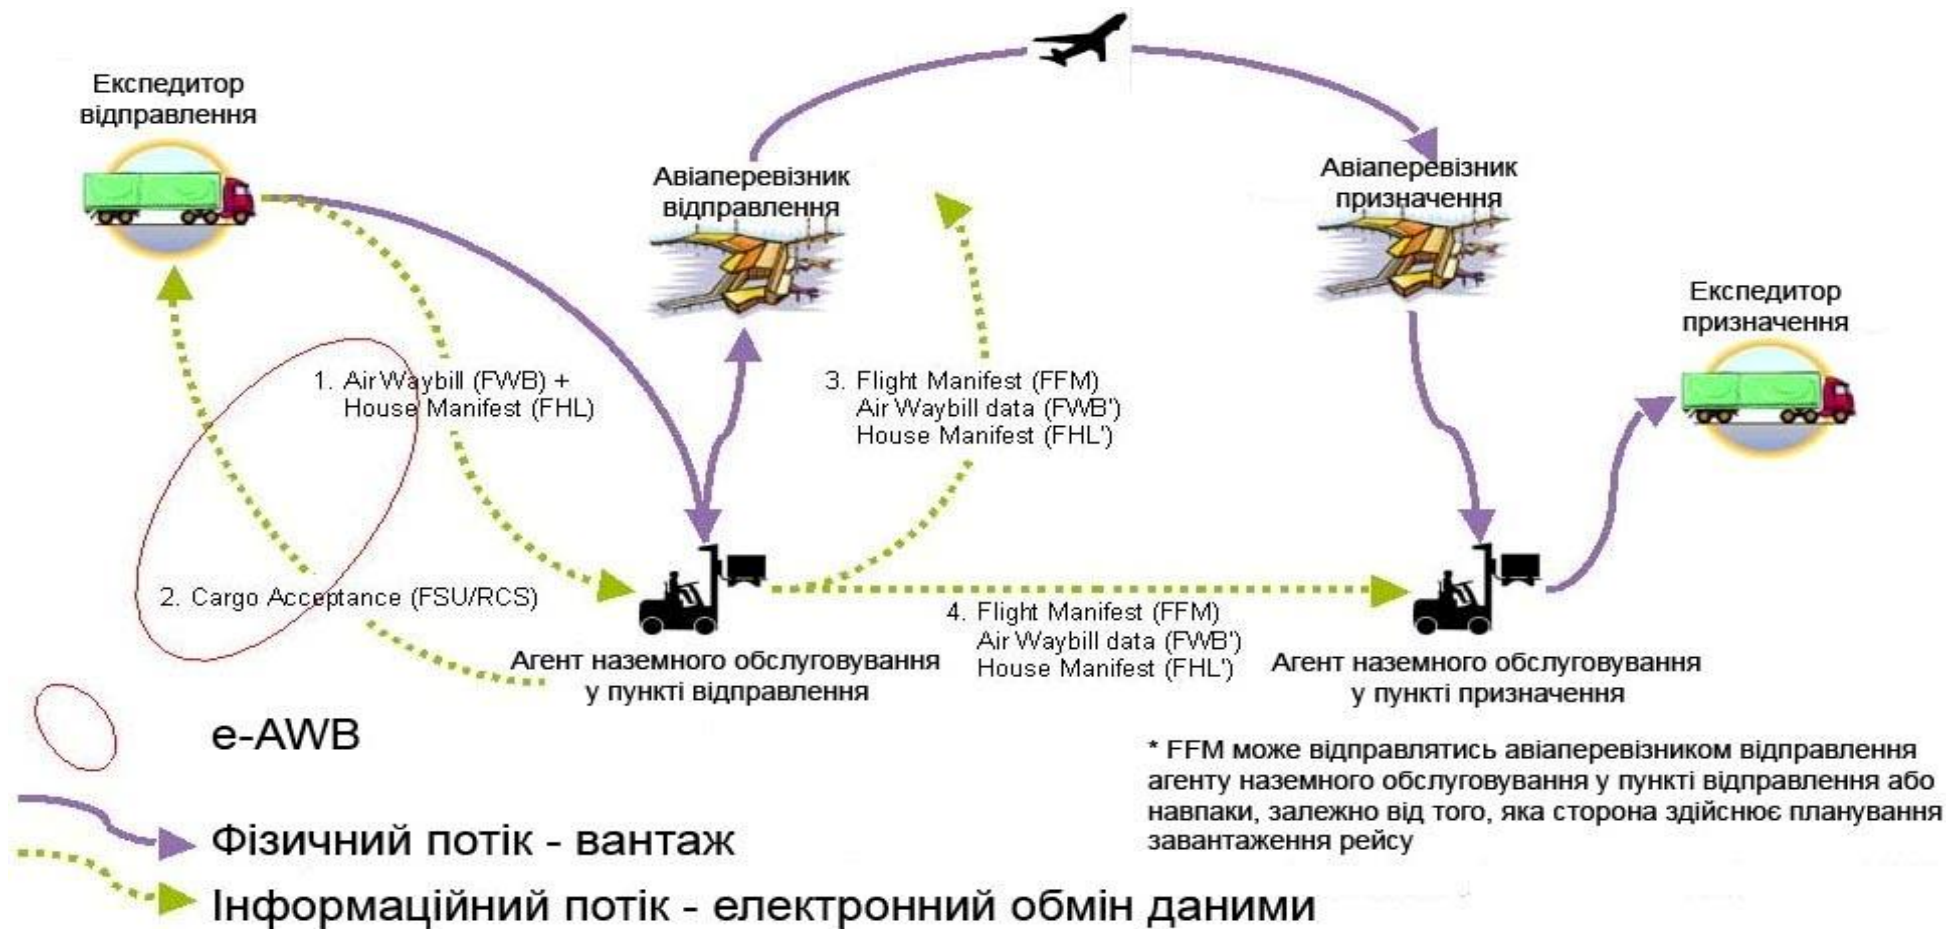 Експедитор
відправлення
Авіаперевізник
відправлення
Авіаперевізник
призначення
Експедитор
призначення
1. Air Waybill (FWB) +
House Manifest (FHL)
3. Flight Manifest (FFM)
Air Waybill data (FWB')
House Manifest (FHL')
2. Cargo Acceptance (FSU/RCS)
4. Flight Manifest (FFM)
Air Waybill data (FWB')
House Manifest (FHL')
Агент наземного обслуговування
у пункті відправлення
Агент наземного обслуговування
у пункті призначення
e-AWB
* FFM може відправлятись авіаперевізником відправлення
агенту наземного обслуговування у пункті відправлення або
навпаки, залежно від того, яка сторона здійснює планування
завантаження рейсу
Фізичний потік - вантаж
Інформаційний потік - електронний обмін даними